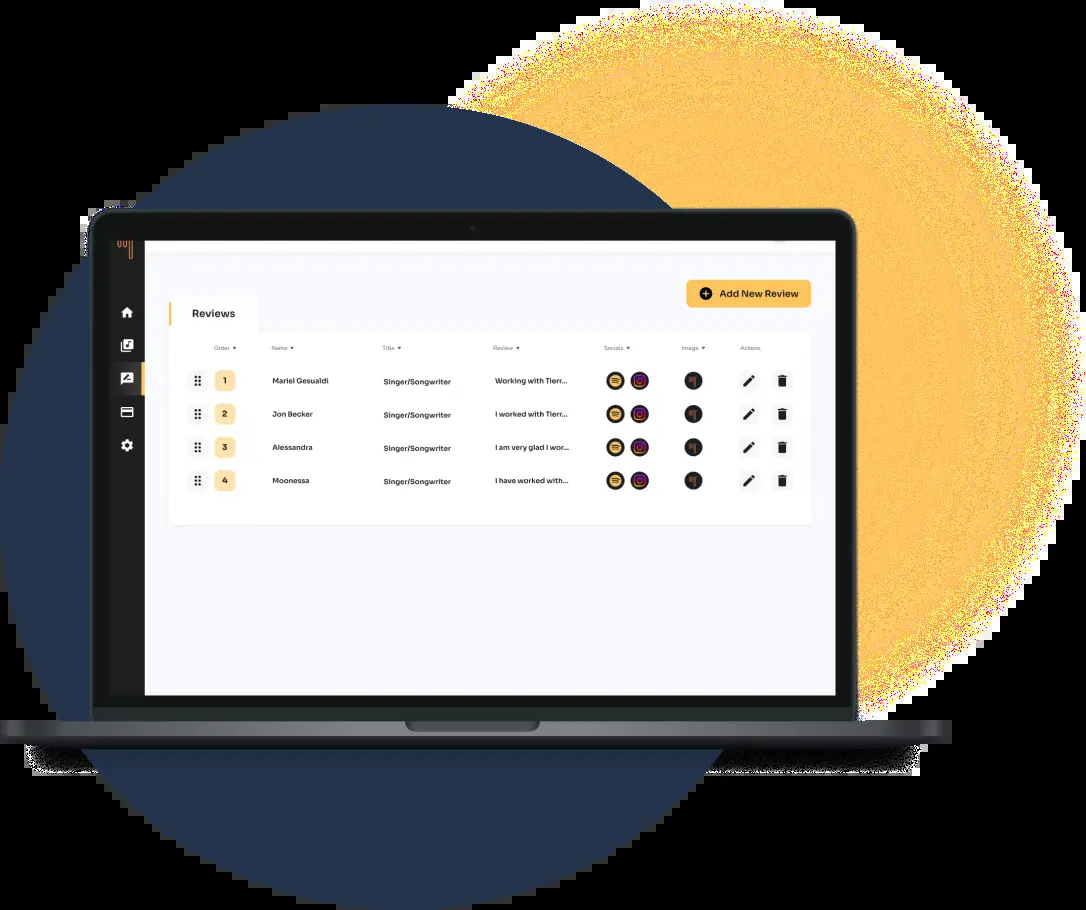 Add New Review
Reviews
Order Name Title Review Socials Image Actions
1 Mariel Gesualdi Singer/Songwriter Working with Tierr...
2 Jon Becker Singer/Songwriter I worked with Tierr...
3 Alessandra Singer/Songwriter I am very glad I wor...
4 Moonessa Singer/Songwriter I have worked with...